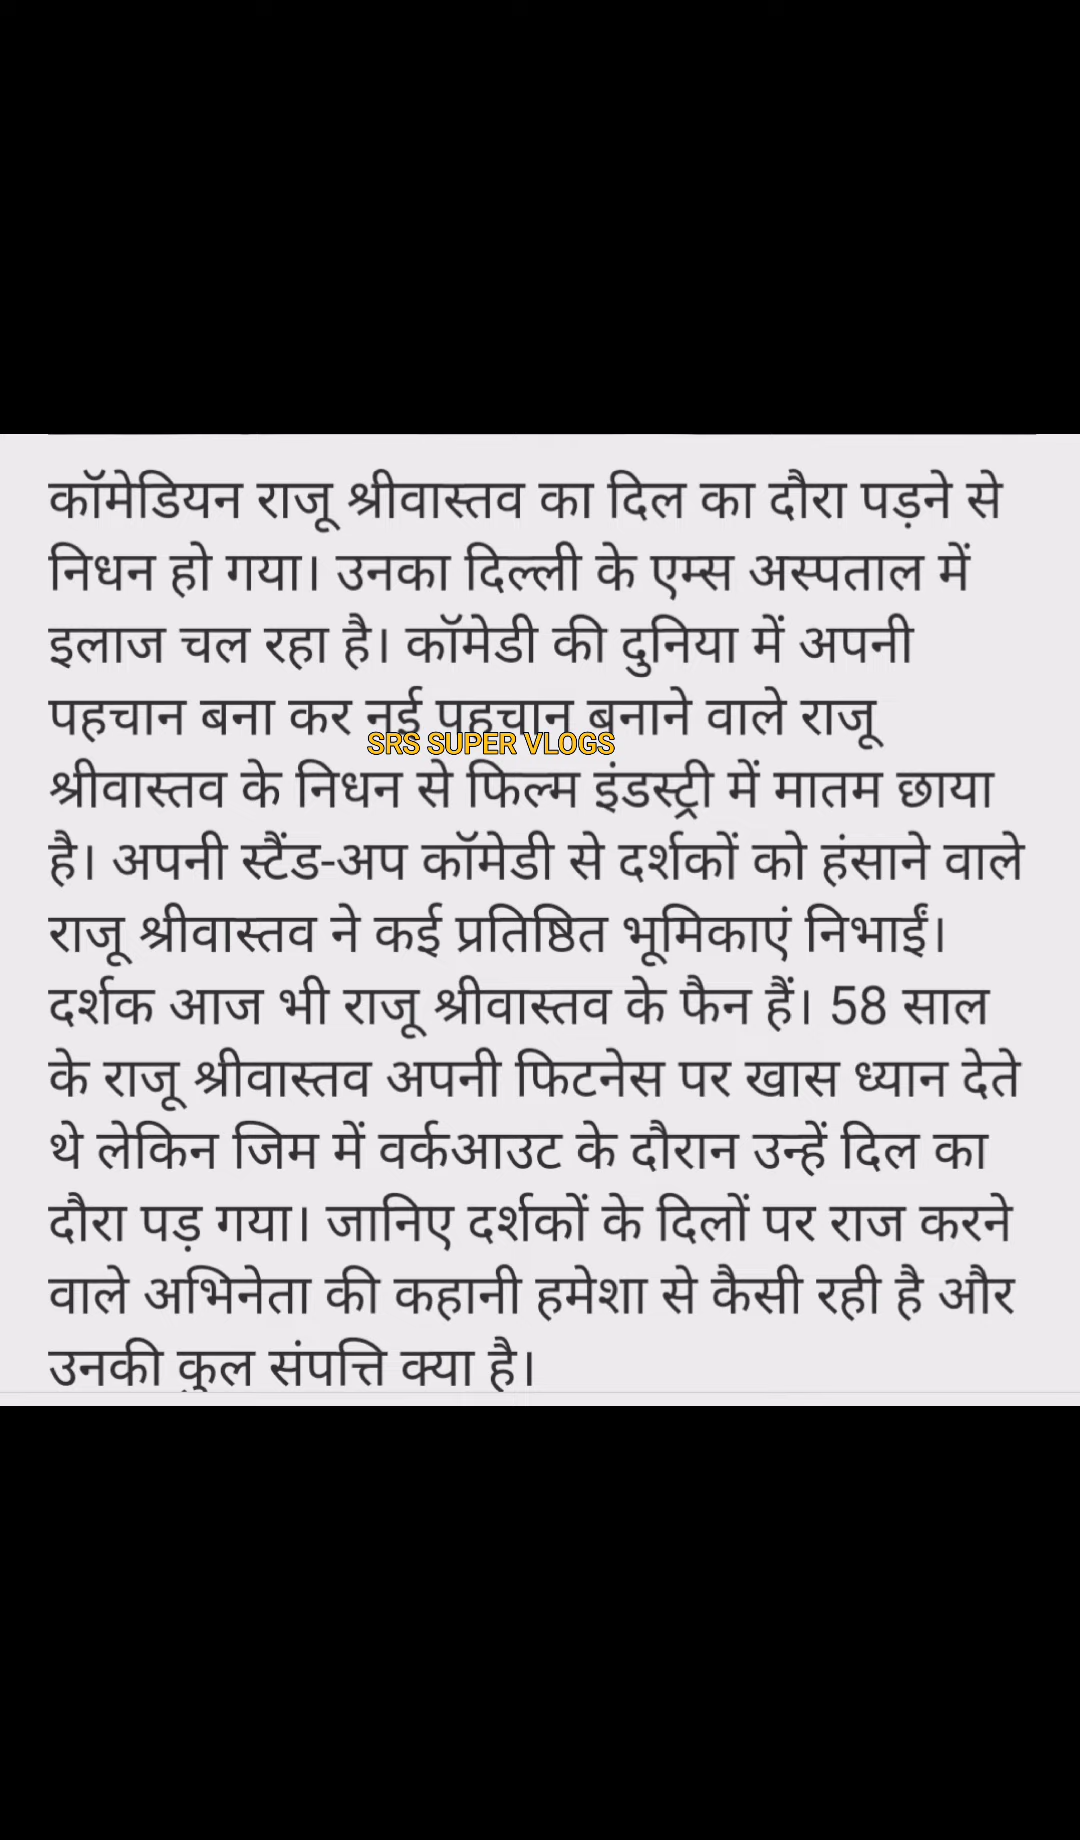 कॉमेडियन राजू श्रीवास्तव का दिल का दौरा पड़ने से
निधन हो गया। उनका दिल्ली के एम्स अस्पताल में
इलाज चल रहा है। कॉमेडी की दुनिया में अपनी
पहचान बना कर नई पहचान बनाने वाले राजू
SRS SUPER VLOGS
श्रीवास्तव के निधन से फिल्म इंडस्ट्री में मातम छाया
है। अपनी स्टैंड-अप कॉमेडी से दर्शकों को हंसाने वाले
राजू श्रीवास्तव ने कई प्रतिष्ठित भूमिकाएं निभाईं।
दर्शक आज भी राजू श्रीवास्तव के फैन हैं। 58 साल
के राजू श्रीवास्तव अपनी फिटनेस पर खास ध्यान देते
थे लेकिन जिम में वर्कआउट के दौरान उन्हें दिल का
दौरा पड़ गया। जानिए दर्शकों के दिलों पर राज करने
वाले अभिनेता की कहानी हमेशा से कैसी रही है और
उनकी कुल संपत्ति क्या है।